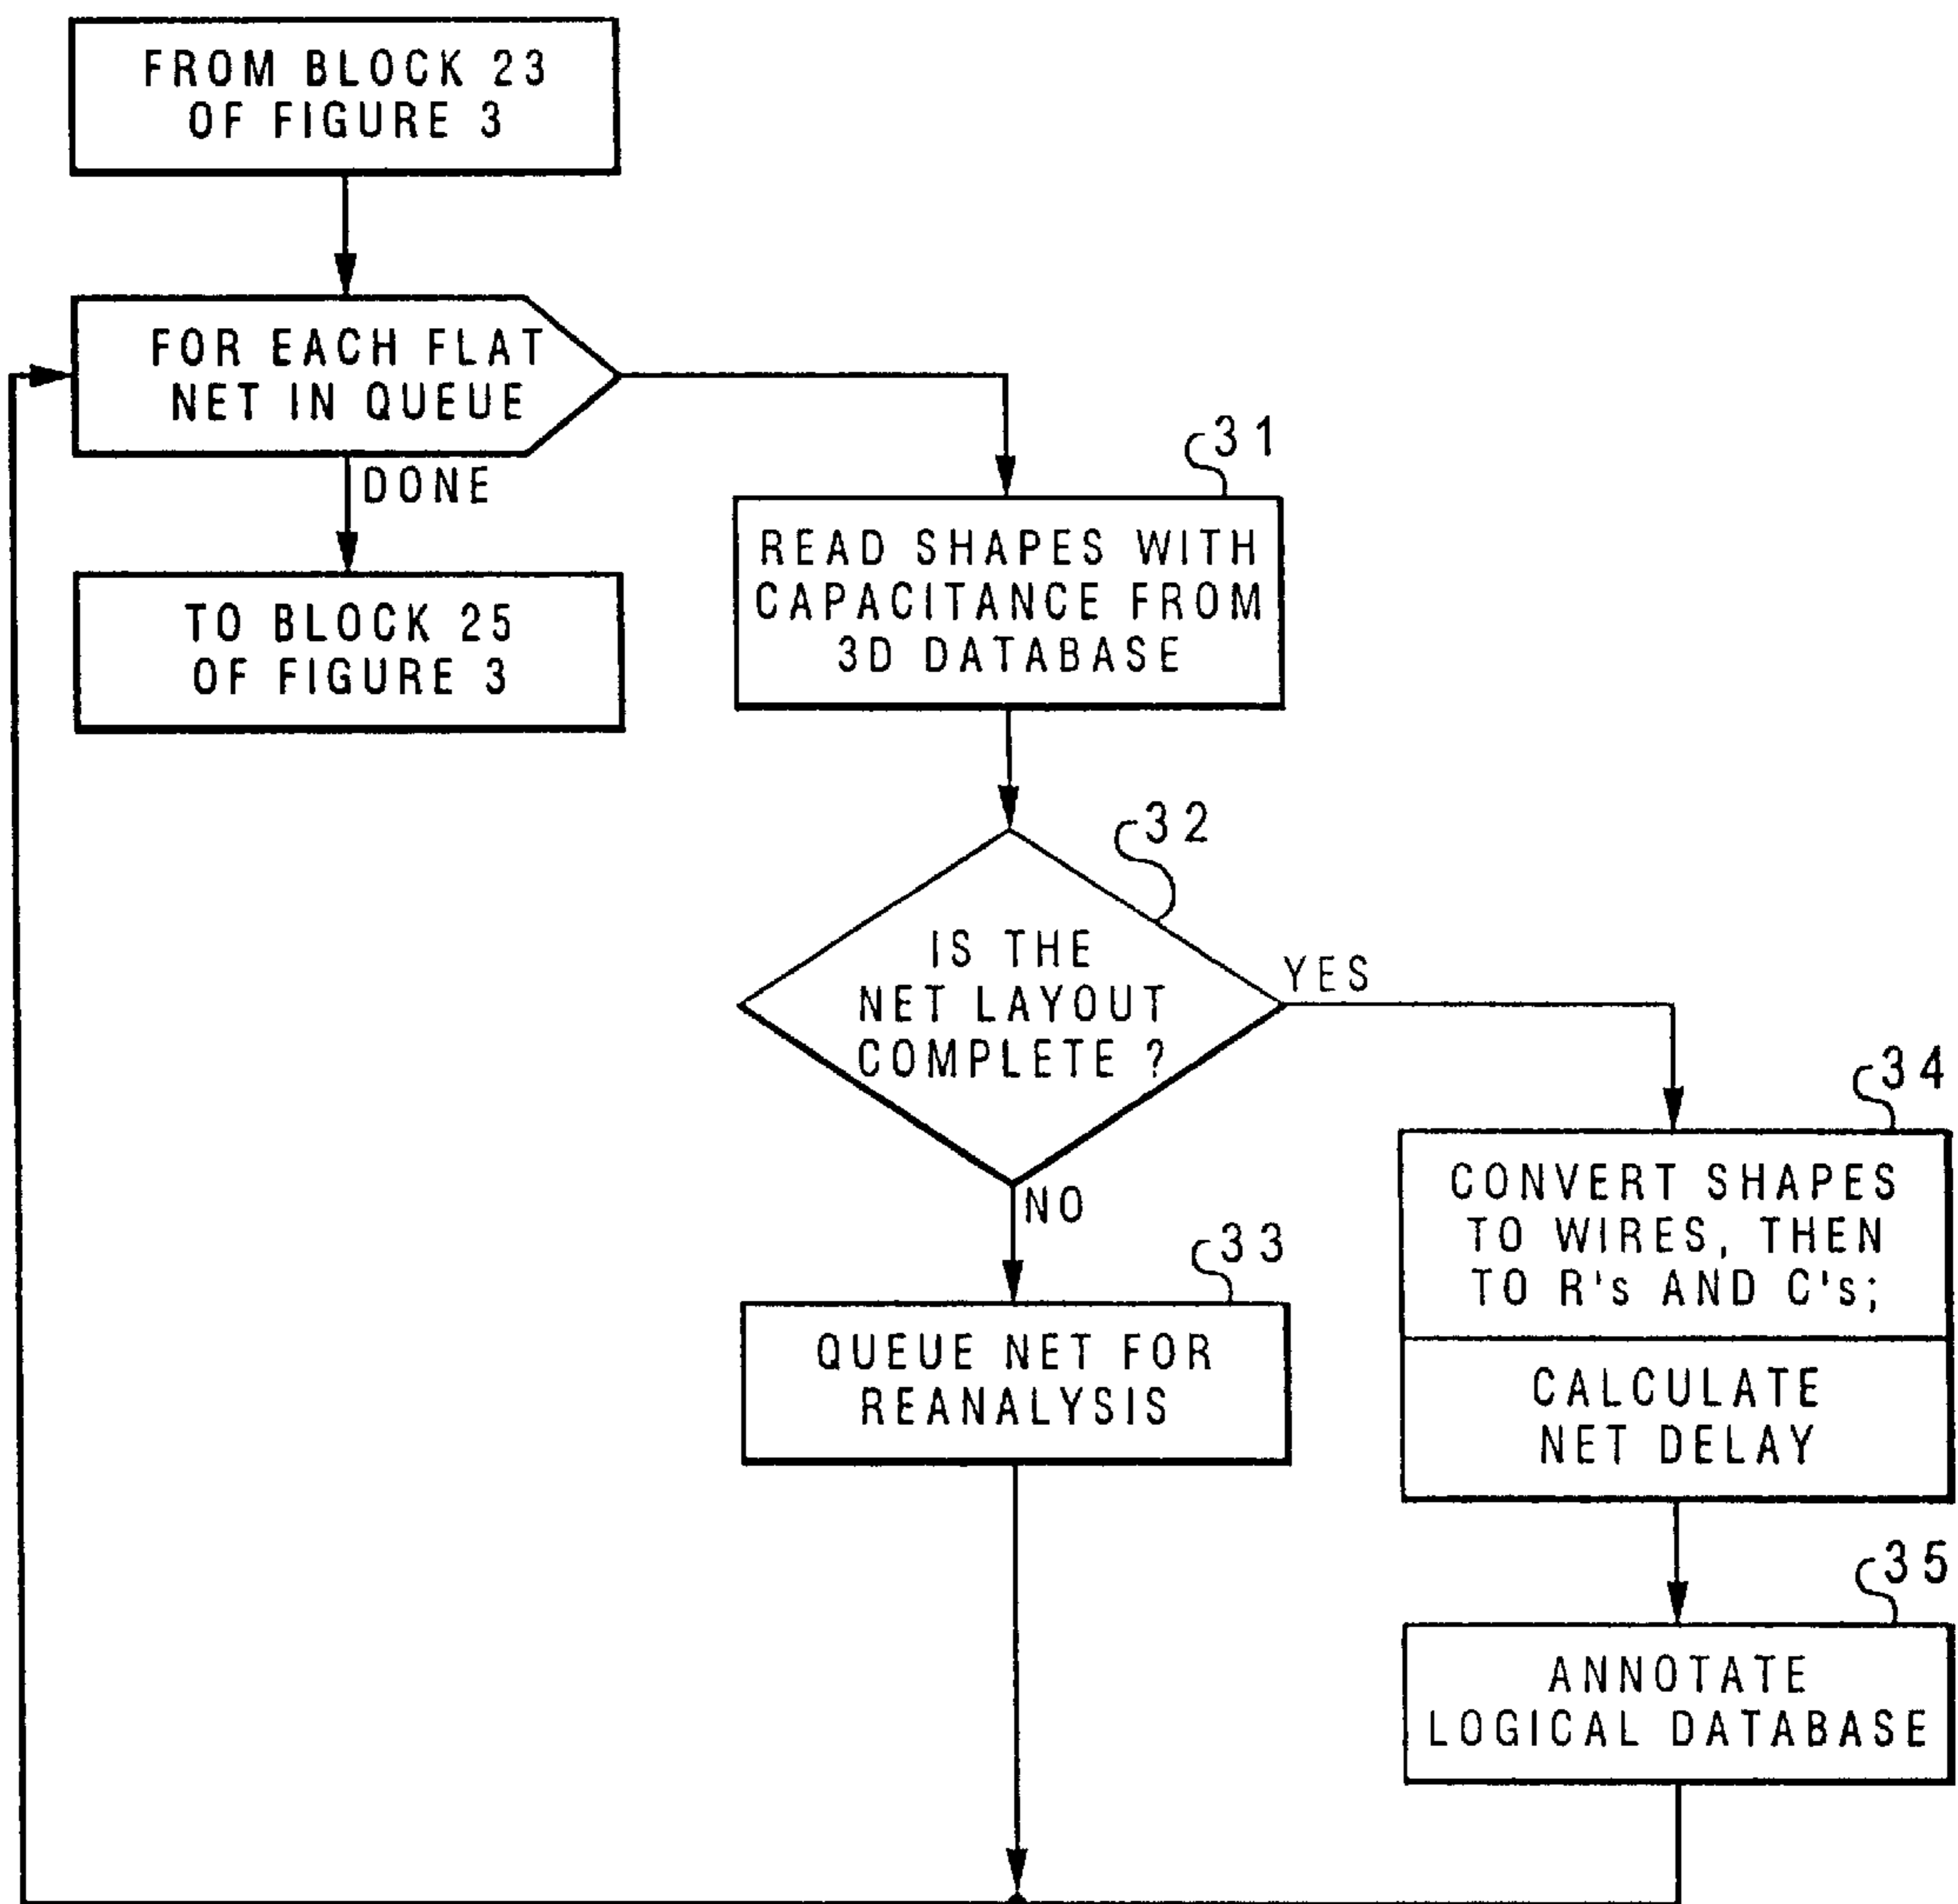 FROM BLOCK 23
OF FIGURE 3
FOR EACH FLAT
NET IN QUEUE
DONE
TO BLOCK 25
OF FIGURE 3
31
READ SHAPES WITH
CAPACITANCE FROM
3D DATABASE
32
IS THE
NET LAYOUT
COMPLETE ?
YES
NO
33
QUEUE NET FOR
REANALYSIS
34
CONVERT SHAPES
TO WIRES, THEN
TO R's AND C's;
CALCULATE
NET DELAY
35
ANNOTATE
LOGICAL DATABASE